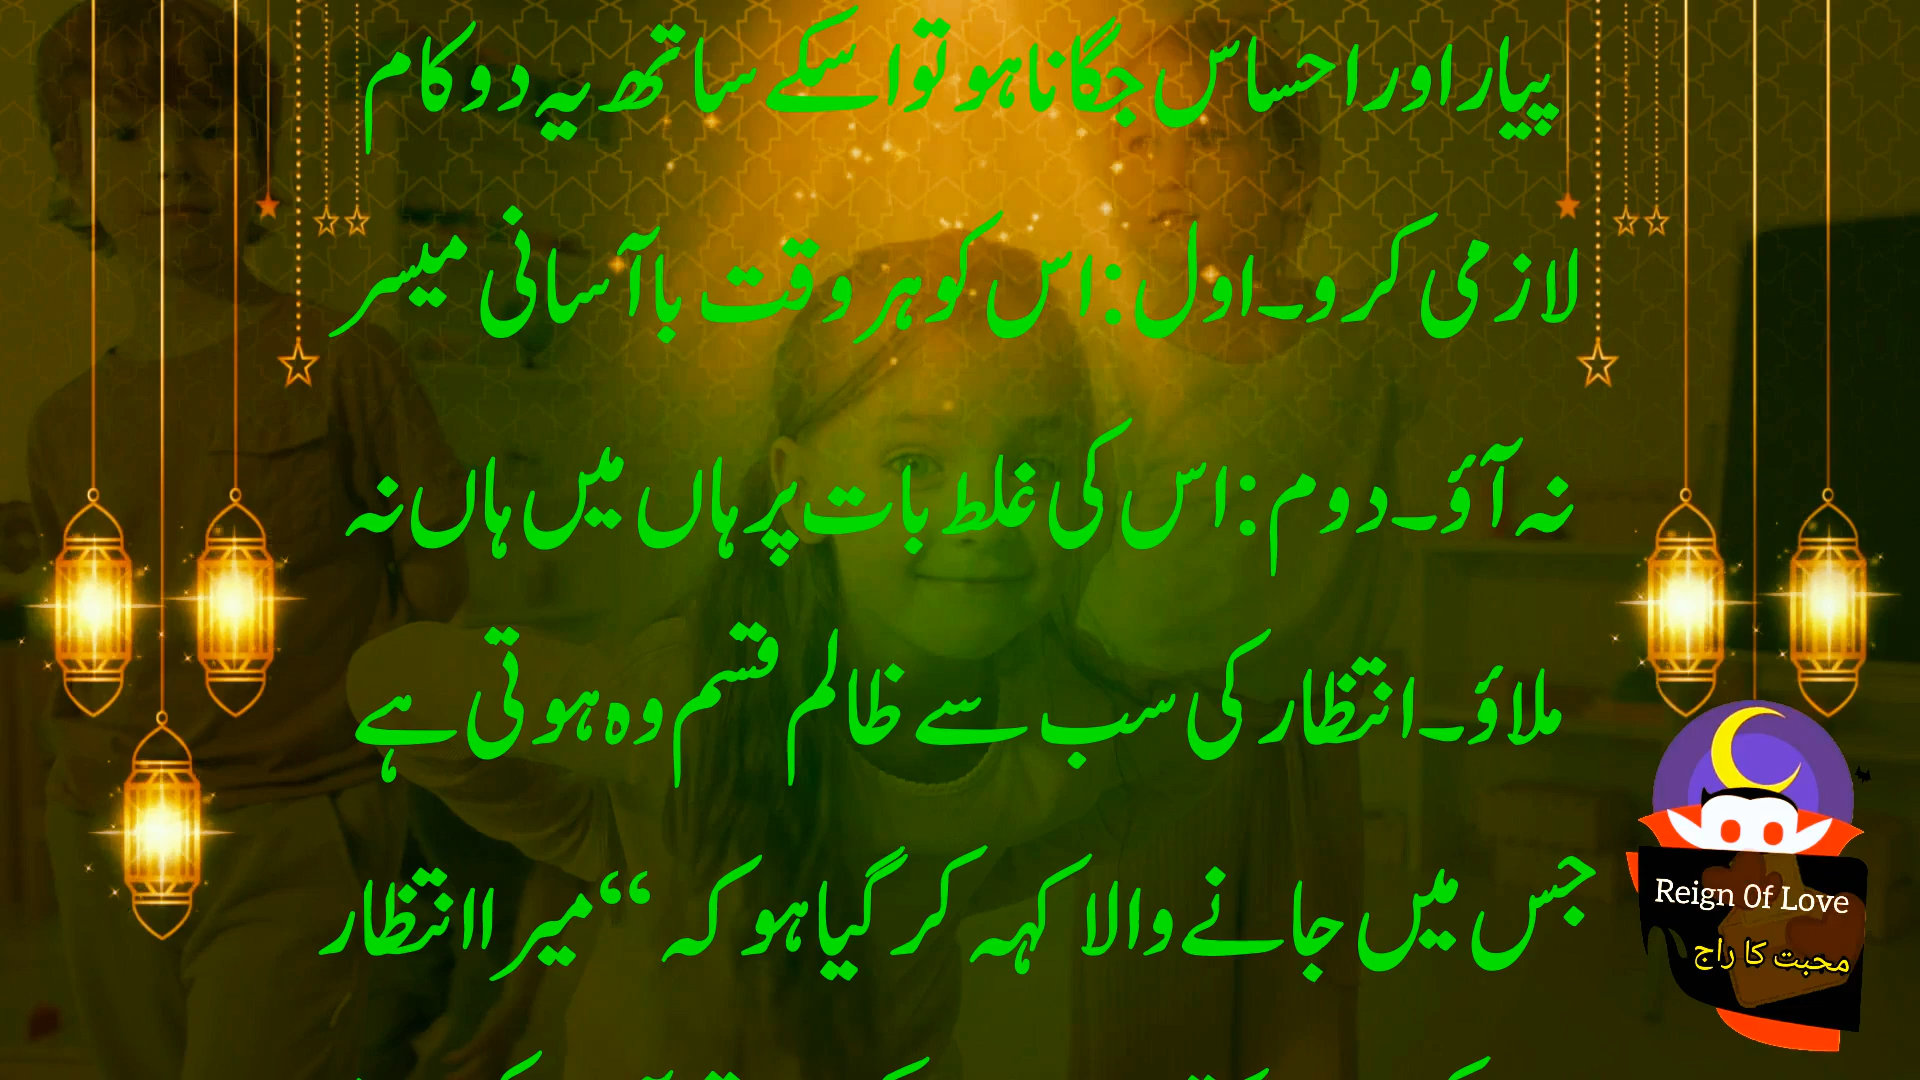 پیار اور احساس جگانا ہو تو اسکے ساتھ یہ دو کام
لازمی کرو۔ اول: اس کو ہر وقت باآسانی میسر
نہ آؤ۔ دوم: اس کی غلط بات پر ہاں میں ہاں نہ
ملاؤ۔ انتظار کی سب سے ظالم قسم وہ ہوتی ہے
جس میں جانے والا کہہ کر گیا ہو کہ “میرا انتظار
Reign Of Love
محبت کا راج